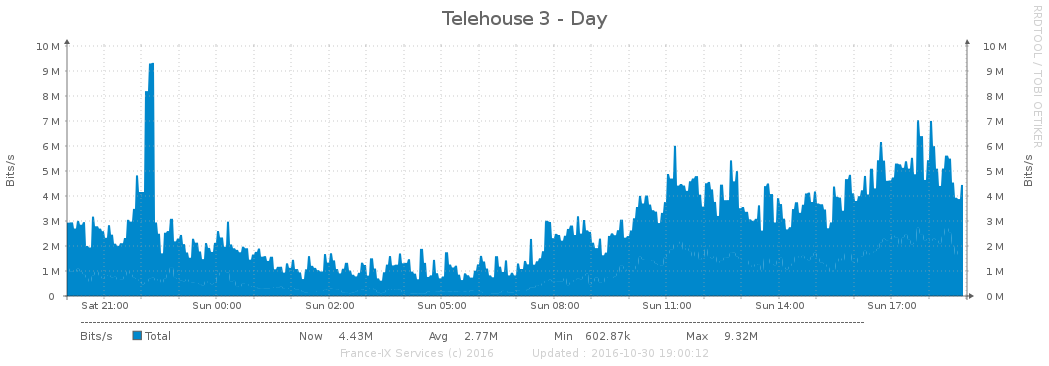 Telehouse 3 - Day
RRDTOOL / TOBI OETIKER
Bits/s
Bits/s
10 M 10 M
9 M 9 M
8 M 8 M
7 M 7 M
6 M 6 M
5 M 5 M
4 M 4 M
3 M 3 M
2 M 2 M
1 M 1 M
0 0 M
Sat 21:00 Sun 00:00 Sun 02:00 Sun 05:00 Sun 08:00 Sun 11:00 Sun 14:00 Sun 17:00
Bits/s Total Now 4.43M Avg 2.77M Min 602.87k Max 9.32M
France-IX Services (c) 2016 Updated : 2016-10-30 19:00:12